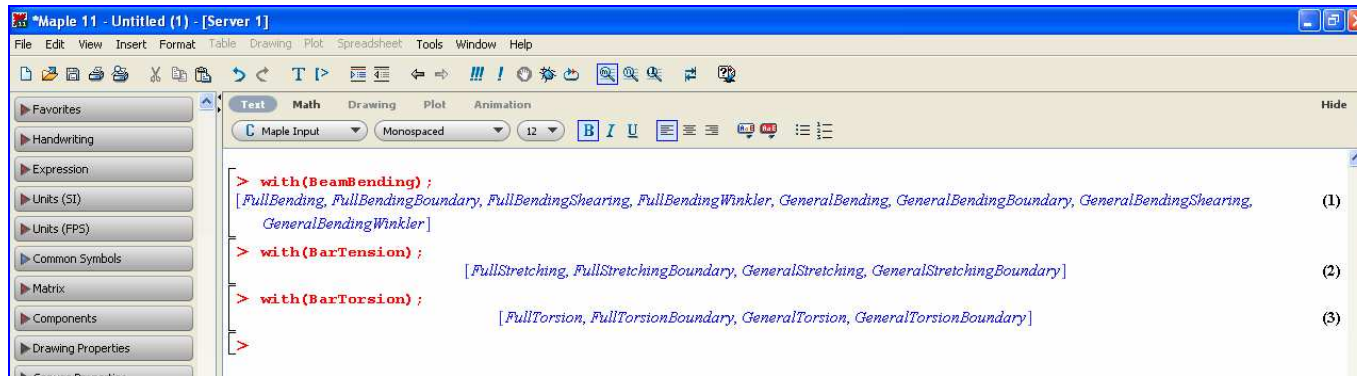 *Maple 11 - Untitled (1) - [Server 1]
File Edit View Insert Format Table Drawing Plot Spreadsheet Tools Window Help
Favorites
Handwriting
Expression
Units (SI)
Units (FPS)
Common Symbols
Matrix
Components
Drawing Properties
Text Math Drawing Plot Animation Hide
C Maple Input Monospaced 12 B I U
> with(BeamBending);
[FullBending, FullBendingBoundary, FullBendingShearing, FullBendingWinkler, GeneralBending, GeneralBendingBoundary, GeneralBendingShearing, (1)
GeneralBendingWinkler]
> with(BarTension);
[FullStretching, FullStretchingBoundary, GeneralStretching, GeneralStretchingBoundary] (2)
> with(BarTorsion);
[FullTorsion, FullTorsionBoundary, GeneralTorsion, GeneralTorsionBoundary] (3)
>